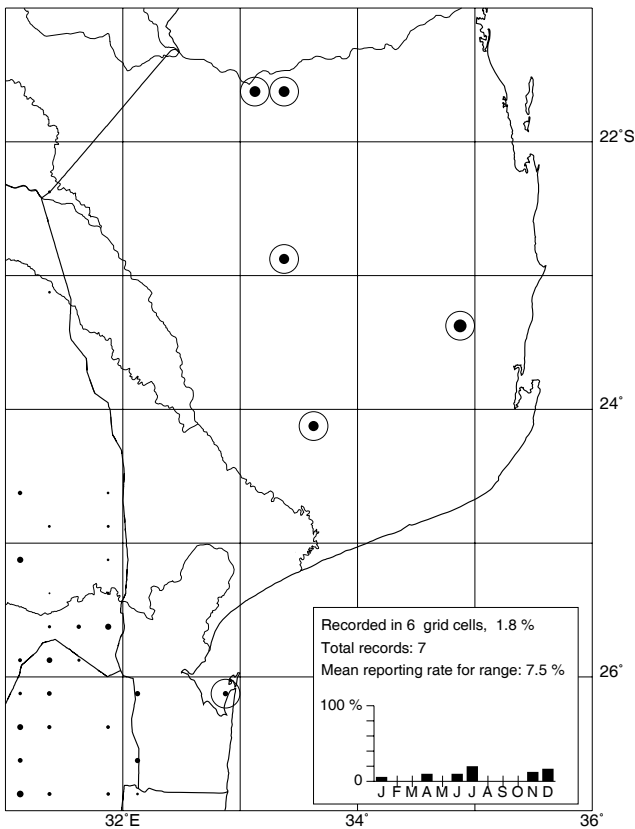 22˚S
24˚
Recorded in 6 grid cells, 1.8 %
Total records: 7
Mean reporting rate for range: 7.5 %
26˚
100 %
0
J F M A M J J A S O N D
32˚E 34˚ 36˚